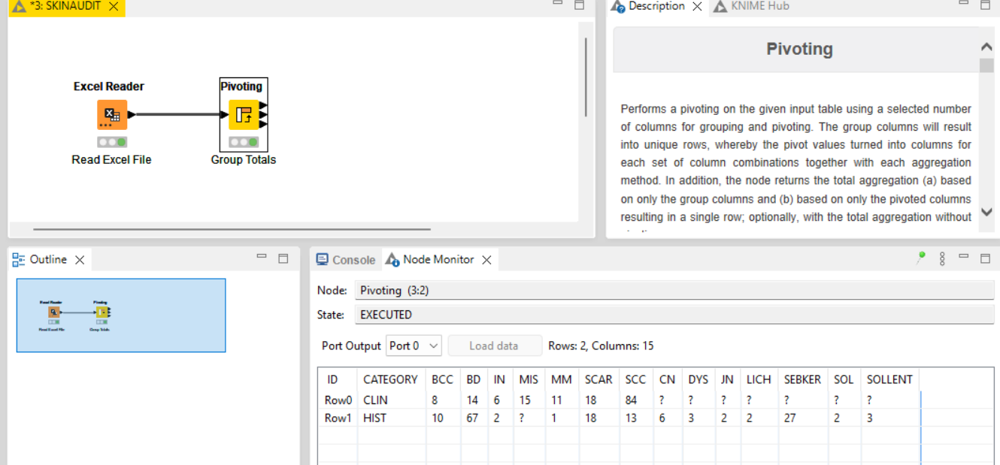 *3: SKINAUDIT
Excel Reader
Pivoting
Read Excel File
Group Totals
Description
KNIME Hub
Pivoting
Performs a pivoting on the given input table using a selected number
of columns for grouping and pivoting. The group columns will result
into unique rows, whereby the pivot values turned into columns for
each set of column combinations together with each aggregation
method. In addition, the node returns the total aggregation (a) based
on only the group columns and (b) based on only the pivoted columns
resulting in a single row; optionally, with the total aggregation without
Outline
Excel Reader
Pivoting
Read Excel File
Group Totals
Console
Node Monitor
Node: Pivoting (3:2)
State: EXECUTED
Port Output Port 0 Load data Rows: 2, Columns: 15
ID CATEGORY BCC BD IN MIS MM SCAR SCC CN DYS JN LICH SEBKER SOL SOLLENT
Row0 CLIN 8 14 6 15 11 18 84 ? ? ? ? ? ? ?
Row1 HIST 10 67 2 ? 1 18 13 6 3 2 2 27 2 3